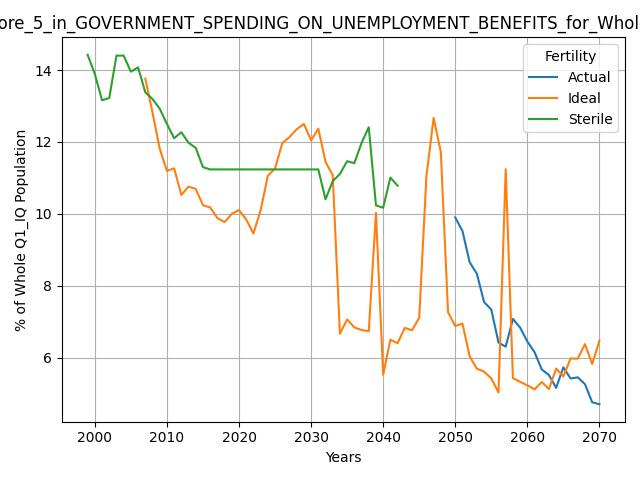 ore_5_in_GOVERNMENT_SPENDING_ON_UNEMPLOYMENT_BENEFITS_for_Whol
Fertility
Actual
Ideal
Sterile
% of Whole Q1_IQ Population
14
12
10
8
6
2000 2010 2020 2030 2040 2050 2060 2070
Years